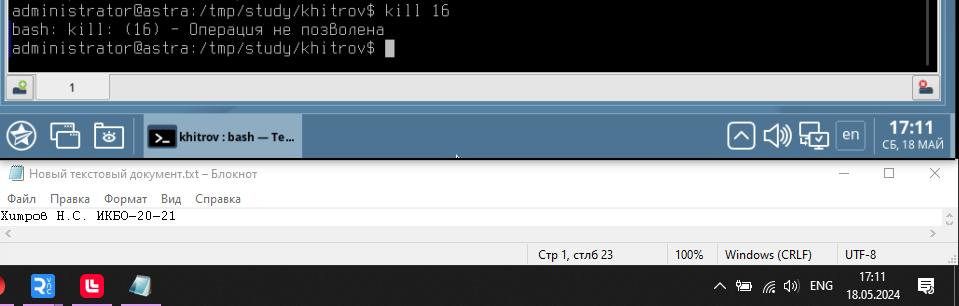 administrator@astra:/tmp/study/khitrov$ kill 16
bash: kill: (16) - Операция не позволена
administrator@astra:/tmp/study/khitrov$
1
khitrov : bash — Te...
en
17:11
СБ, 18 МАЙ
Новый текстовый документ.txt – Блокнот
Файл Правка Формат Вид Справка
Хитров Н.С. ИКБО-20-21
Стр 1, стлб 23
100%
Windows (CRLF)
UTF-8
ENG
17:11
18.05.2024